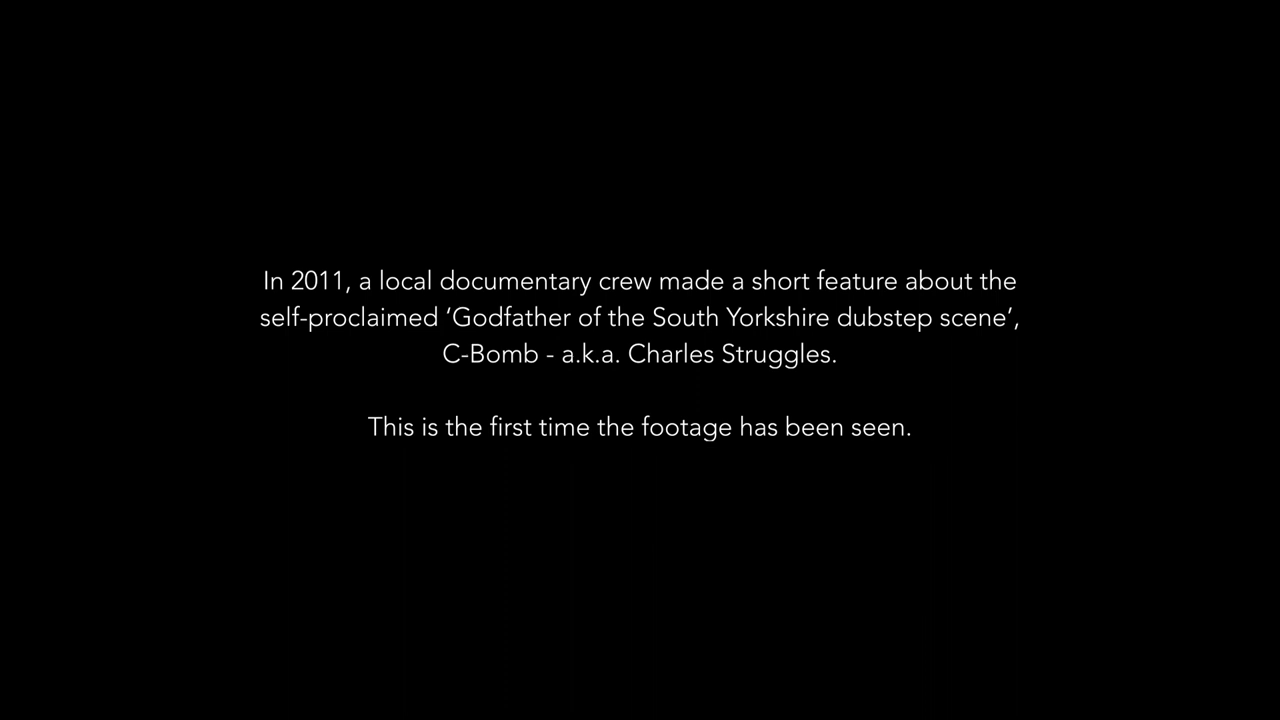 In 2011, a local documentary crew made a short feature about the
self-proclaimed ‘Godfather of the South Yorkshire dubstep scene’,
C-Bomb - a.k.a. Charles Struggles.
This is the first time the footage has been seen.